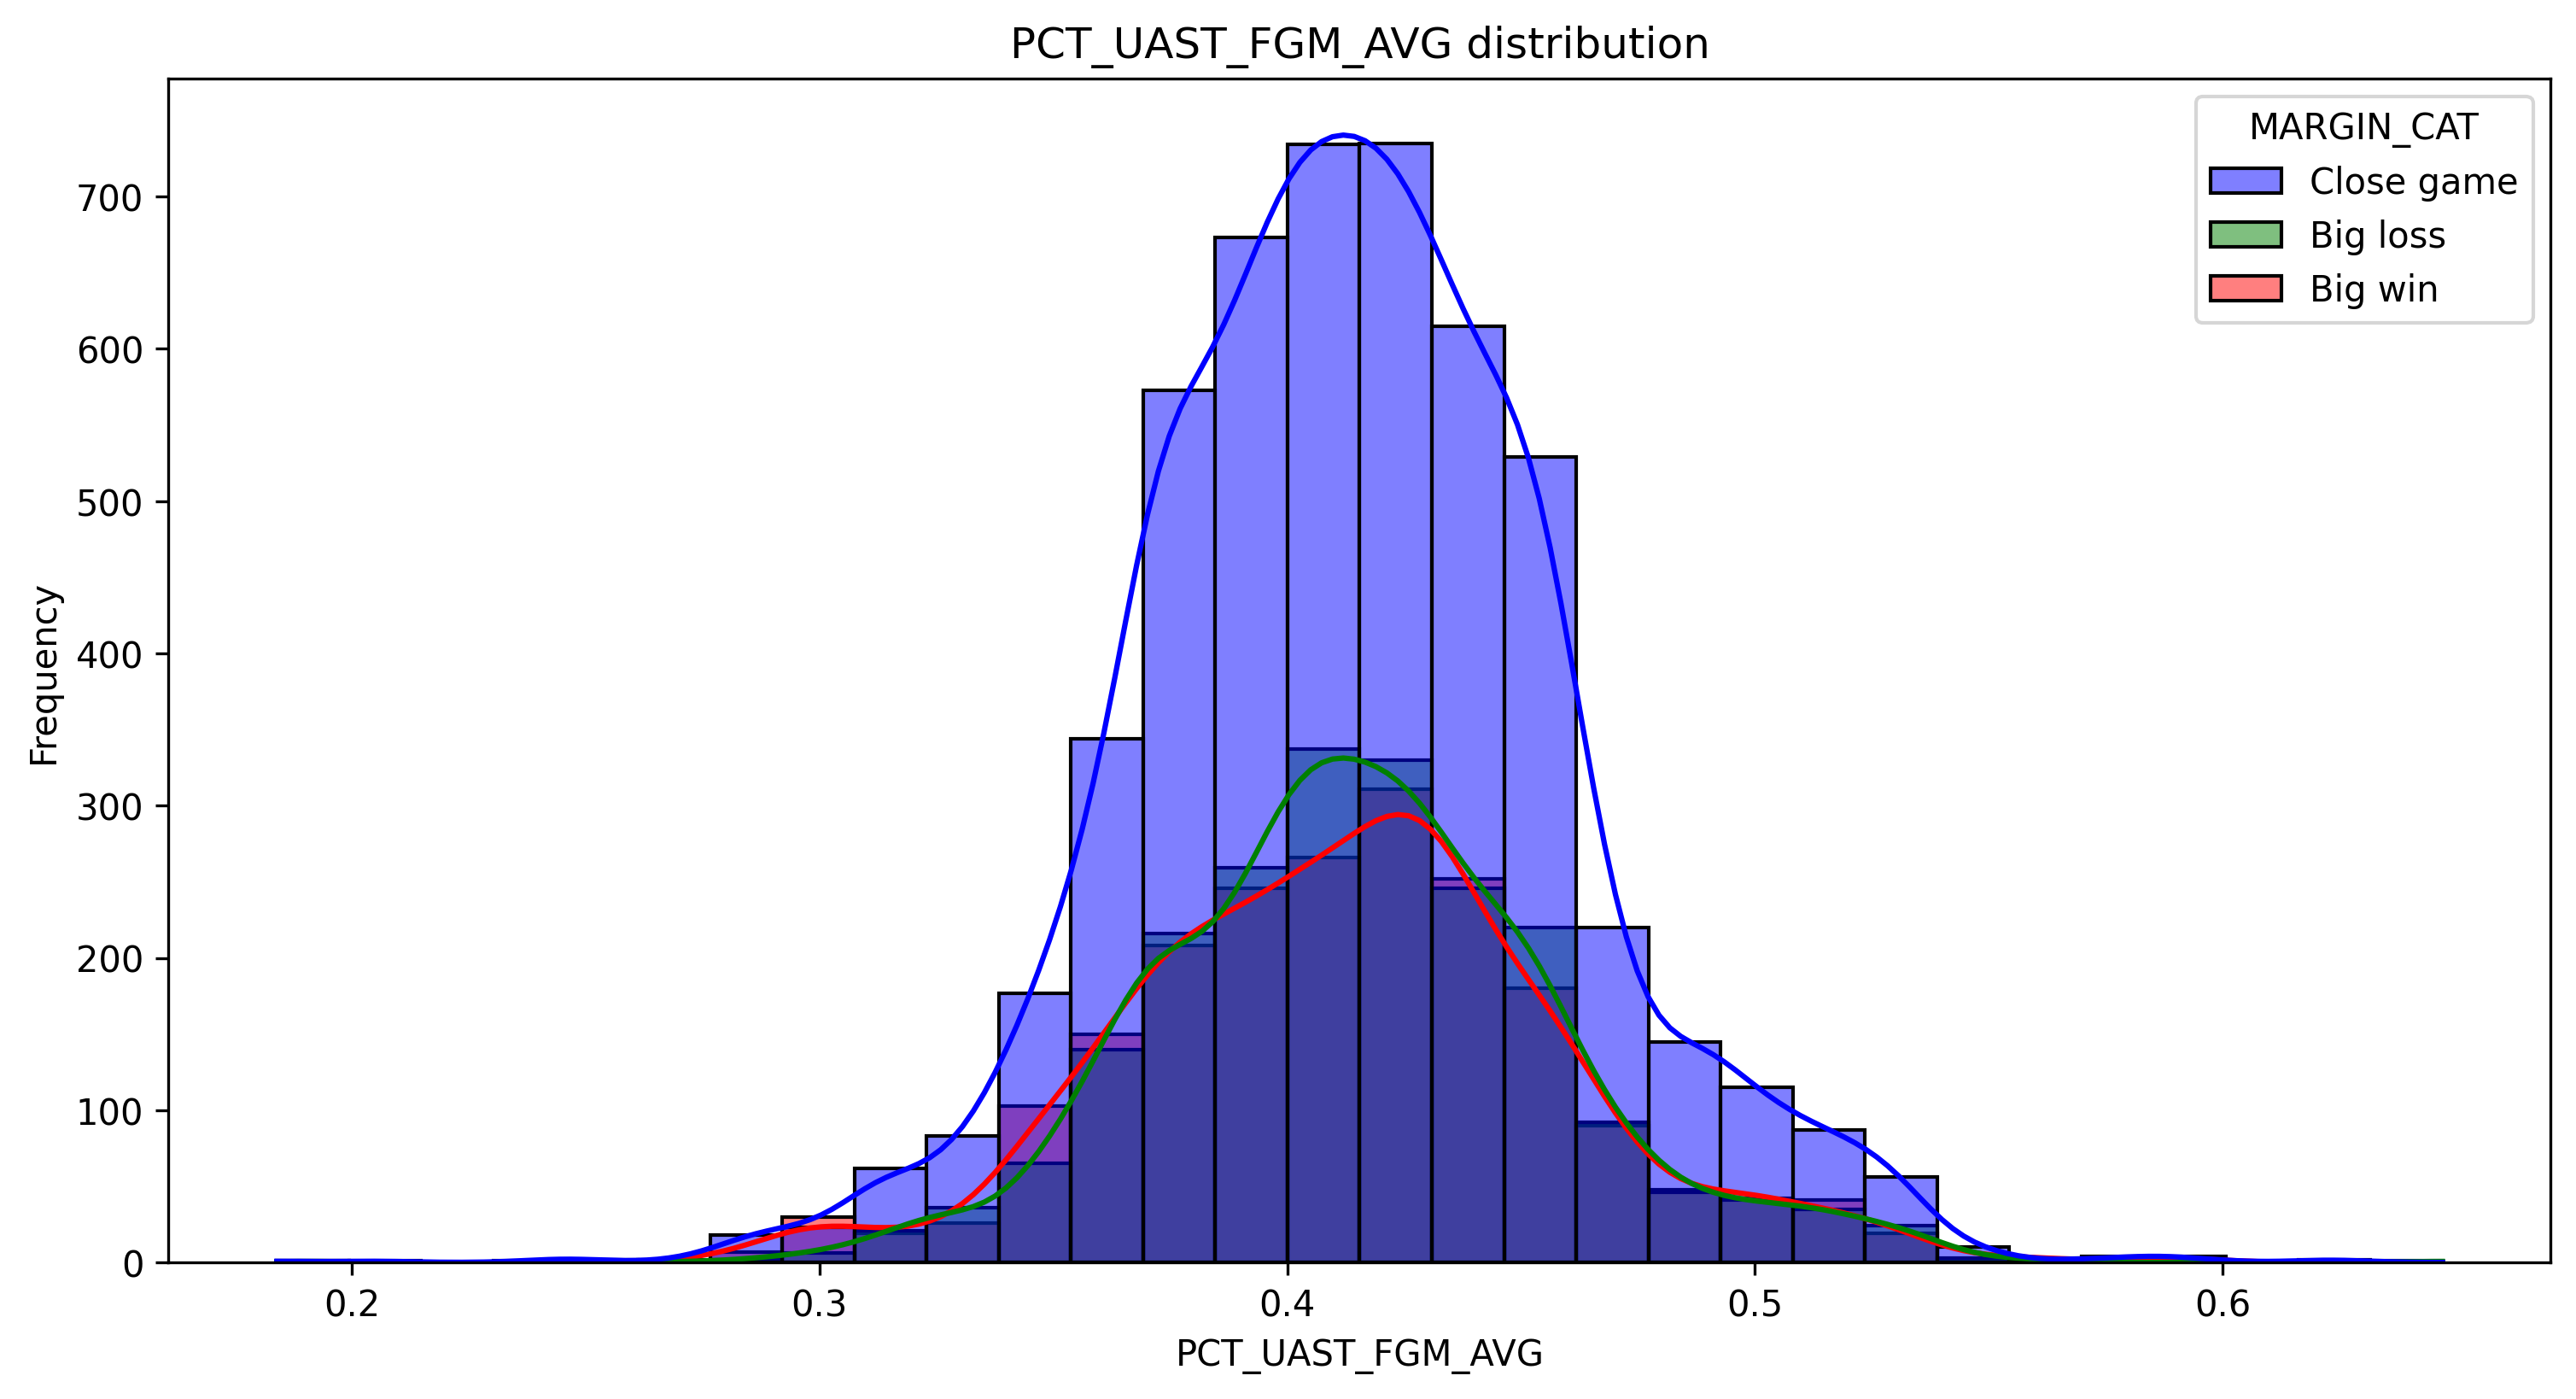 PCT_UAST_FGM_AVG distribution
MARGIN_CAT
Close game
Big loss
Big win
Frequency
700
600
500
400
300
200
100
0
0.2 0.3 0.4 0.5 0.6
PCT_UAST_FGM_AVG